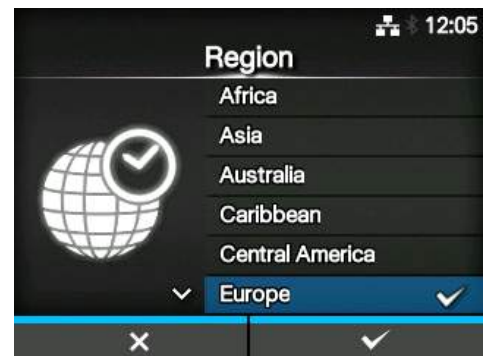 12:05
Region
Africa
Asia
Australia
Caribbean
Central America
Europe